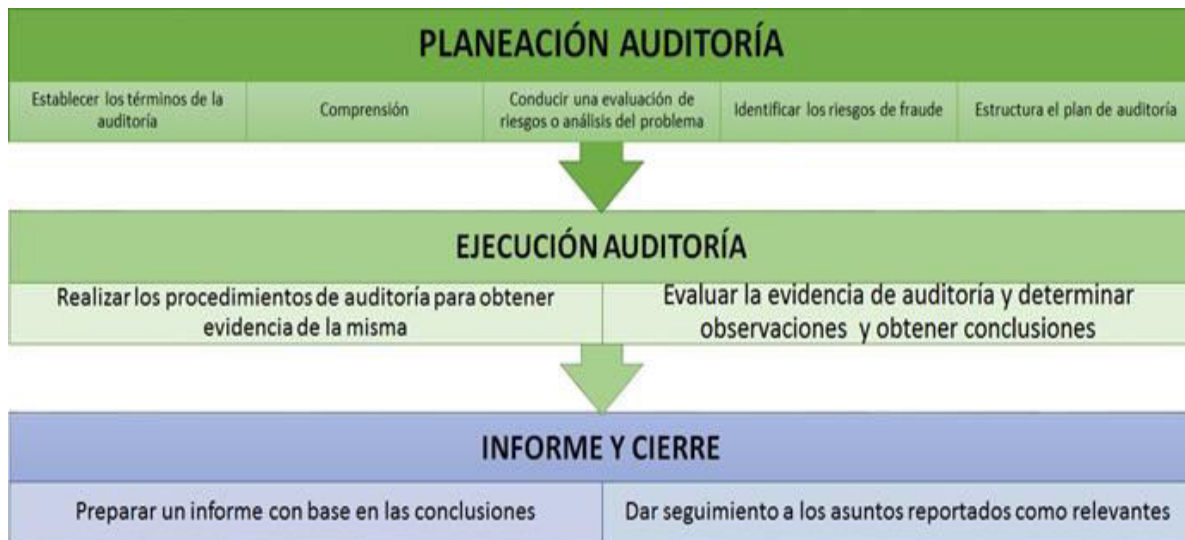 PLANEACIÓN AUDITORÍA
Establecer los términos de la
auditoría
Comprensión
Conducir una evaluación de
riesgos o análisis del problema
Identificar los riesgos de fraude
Estructura el plan de auditoría
EJECUCIÓN AUDITORÍA
Realizar los procedimientos de auditoría para obtener
evidencia de la misma
Evaluar la evidencia de auditoría y determinar
observaciones y obtener conclusiones
INFORME Y CIERRE
Preparar un informe con base en las conclusiones
Dar seguimiento a los asuntos reportados como relevantes